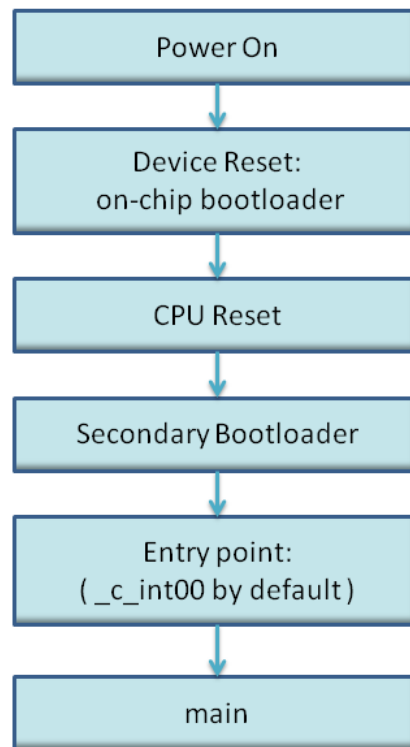 Power On
Device Reset:
on-chip bootloader
CPU Reset
Secondary Bootloader
Entry point:
( _c_int00 by default )
main